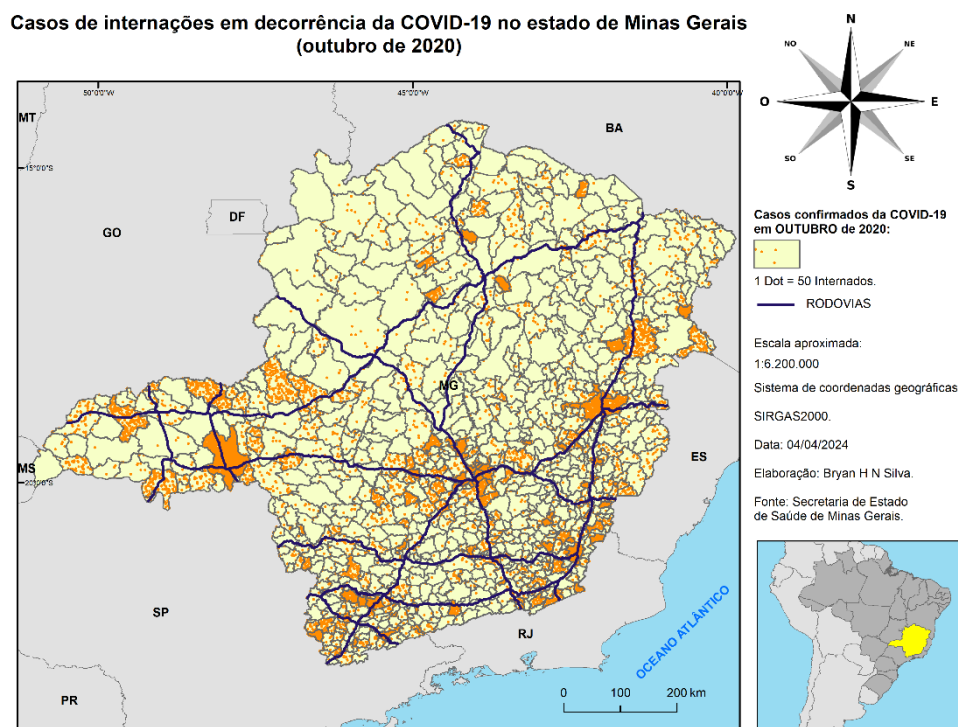 Casos de internações em decorrência da COVID-19 no estado de Minas Gerais
(outubro de 2020)
N
NO
NE
O
E
SO
SE
S
50°0'0"W
45°0'0"W
40°0'0"W
MT
BA
15°0'0"S
DF
GO
MG
MS
20°0'0"S
ES
SP
RJ
PR
OCEANO ATLÂNTICO
0 100 200 km
Casos confirmados da COVID-19
em OUTUBRO de 2020:
1 Dot = 50 Internados.
RODOVIAS
Escala aproximada:
1:6.200.000
Sistema de coordenadas geográficas
SIRGAS2000.
Data: 04/04/2024
Elaboração: Bryan H N Silva.
Fonte: Secretaria de Estado
de Saúde de Minas Gerais.